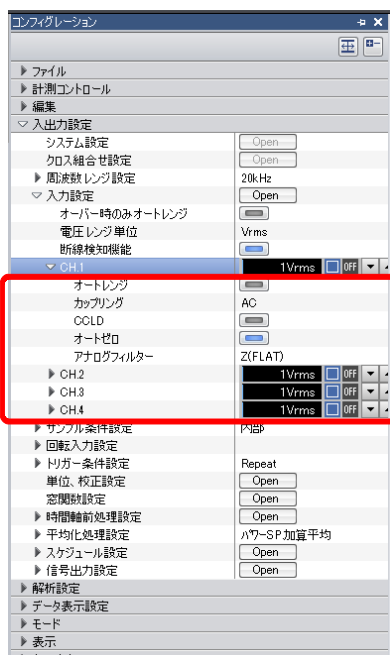 コンフィグレーション
ファイル
計測コントロール
編集
入出力設定
システム設定 Open
クロス組合せ設定 Open
周波数レンジ設定 20kHz
入力設定 Open
オーバー時のみオートレンジ
電圧レンジ単位 Vrms
断線検知機能
CH.1 1Vrms OFF
オートレンジ
カップリング AC
CCLD
オートゼロ
アナログフィルター Z(FLAT)
CH.2 1Vrms OFF
CH.3 1Vrms OFF
CH.4 1Vrms OFF
サンプル条件設定 内部
回転入力設定
トリガー条件設定 Repeat
単位、校正設定 Open
窓関数設定 Open
時間軸前処理設定 Open
平均化処理設定 パワーSP加算平均
スケジュール設定 Open
信号出力設定 Open
解析設定
データ表示設定
モード
表示